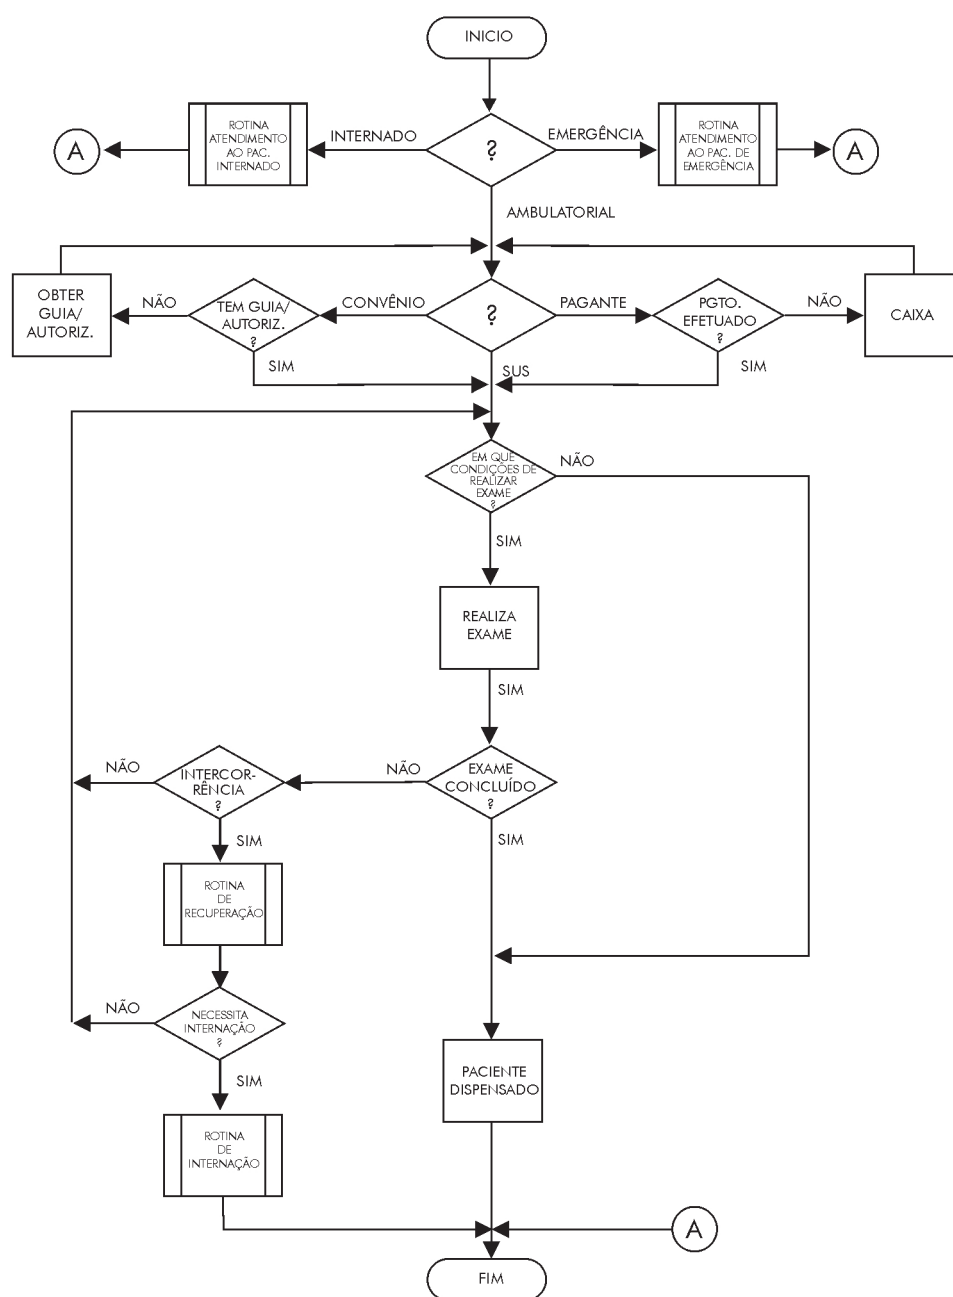 INICIO
ROTINA
ATENDIMENTO
AO PAC.
INTERNADO
A
INTERNADO
?
EMERGÊNCIA
ROTINA
ATENDIMENTO
AO PAC. DE
EMERGÊNCIA
A
AMBULATORIAL
OBTER
GUIA/
AUTORIZ.
NÃO
TEM GUIA/
AUTORIZ.
?
CONVÊNIO
?
PAGANTE
PGTO.
EFETUADO
?
NÃO
CAIXA
SIM
SUS
SIM
EM QUE
CONDIÇÕES DE
REALIZAR
EXAME
?
NÃO
SIM
REALIZA
EXAME
SIM
NÃO
INTERCOR-
RÊNCIA
?
NÃO
EXAME
CONCLUÍDO
?
SIM
SIM
ROTINA
DE
RECUPERAÇÃO
NÃO
NECESSITA
INTERNAÇÃO
?
SIM
PACIENTE
DISPENSADO
ROTINA
DE
INTERNAÇÃO
A
FIM